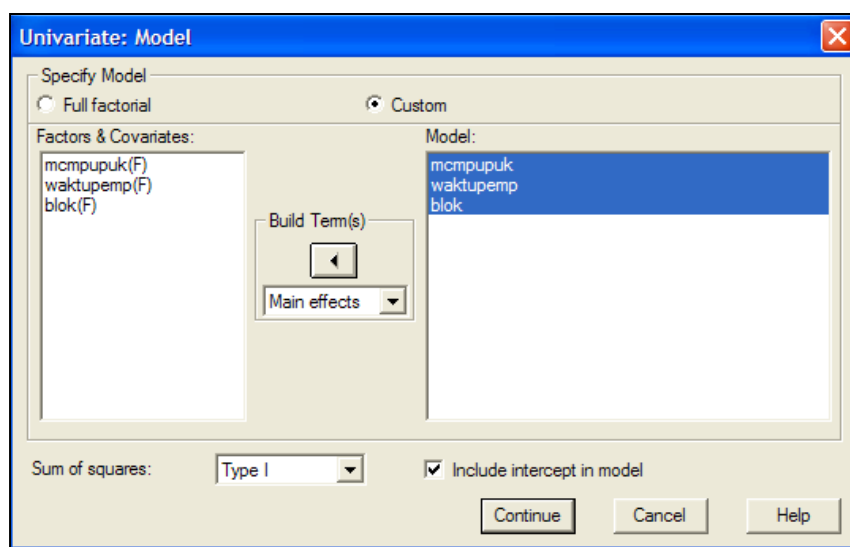 Univariate: Model
Specify Model
Full factorial
Custom
Factors & Covariates:
Model:
mcmpupuk(F)
waktupemp(F)
blok(F)
Build Term(s)
Main effects
mcmpupuk
waktupemp
blok
Sum of squares:
Type I
Include intercept in model
Continue
Cancel
Help